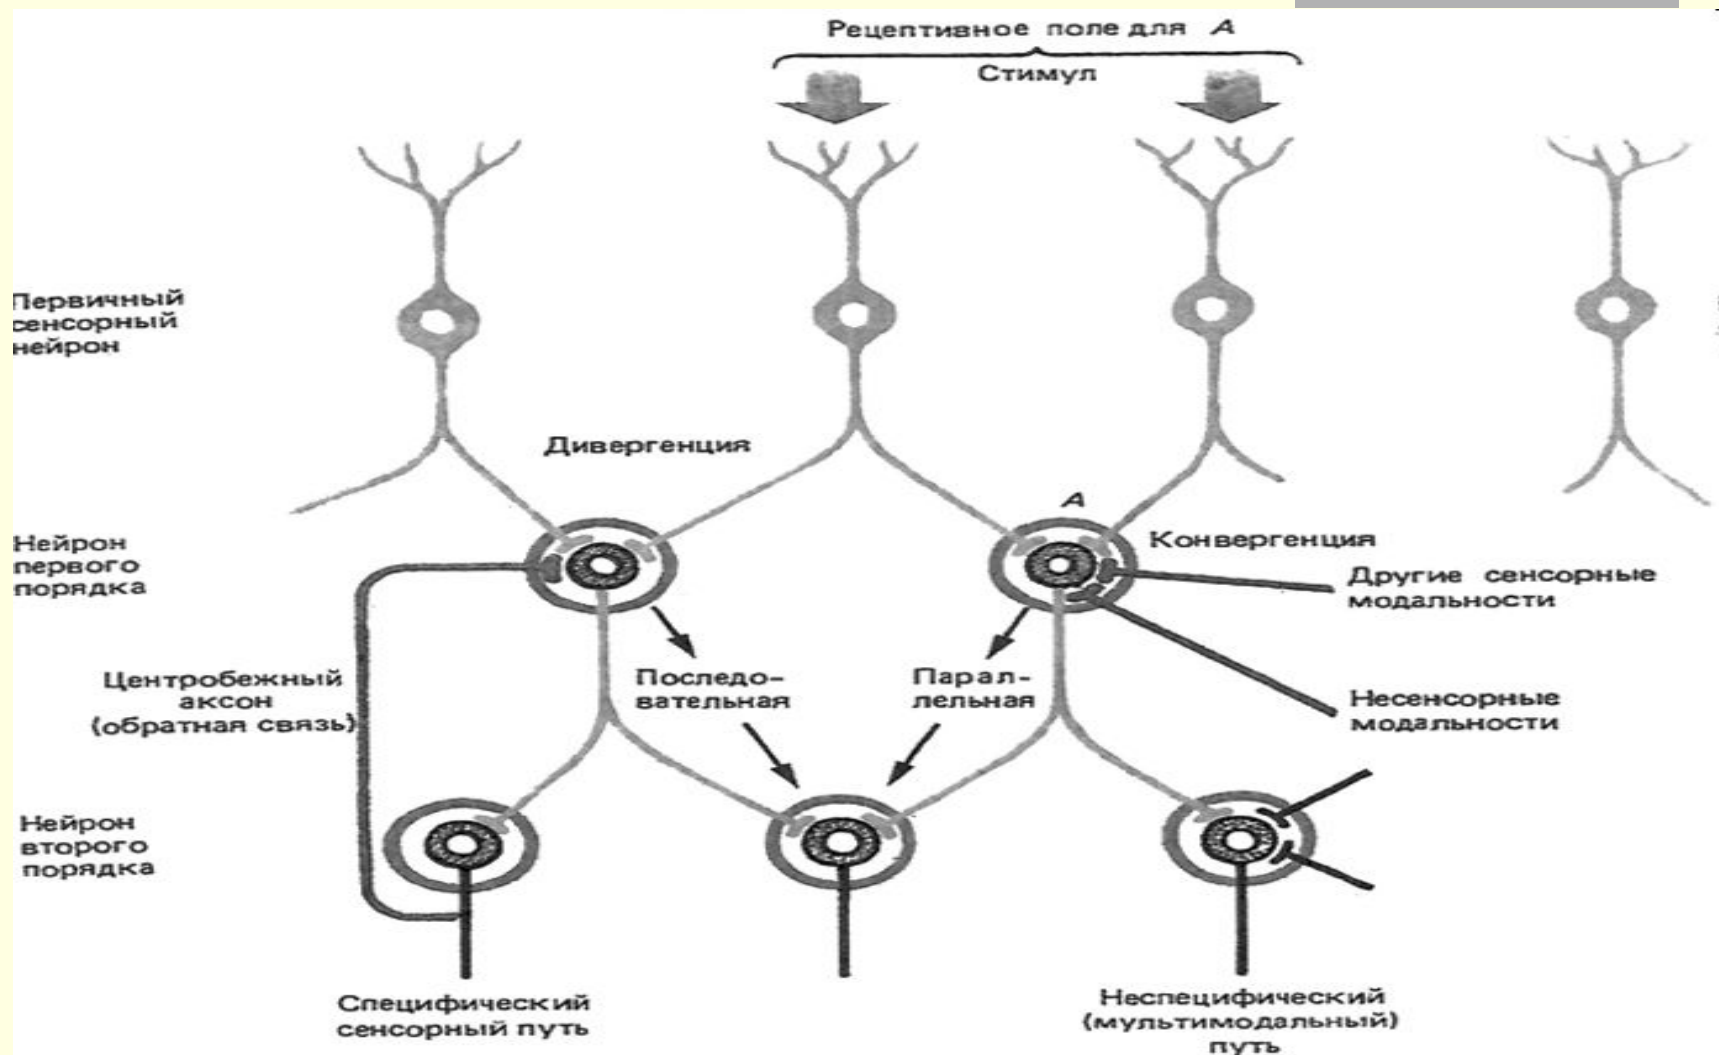 Рецептивное поле для А
Стимул
Первичный
сенсорный
нейрон
Дивергенция
А
Нейрон
первого
порядка
Конвергенция
Другие сенсорные
модальности
Центробежный
аксон
(обратная связь)
Последо-
вательная
Парал-
лельная
Несенсорные
модальности
Нейрон
второго
порядка
Специфический
сенсорный путь
Неспецифический
(мультимодальный)
путь